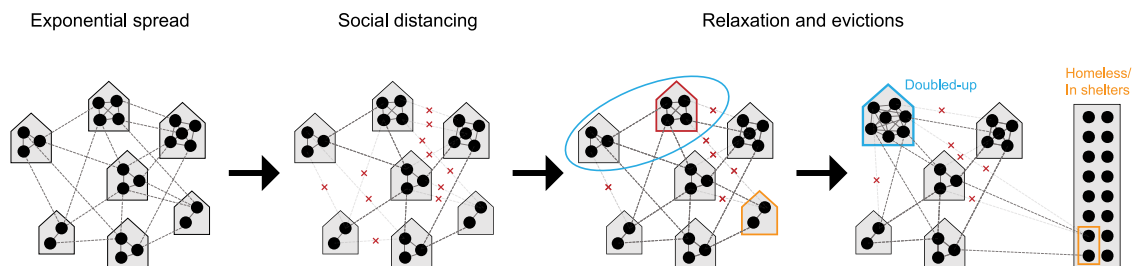 Exponential spread
Social distancing
Relaxation and evictions
Doubled-up
Homeless/
In shelters